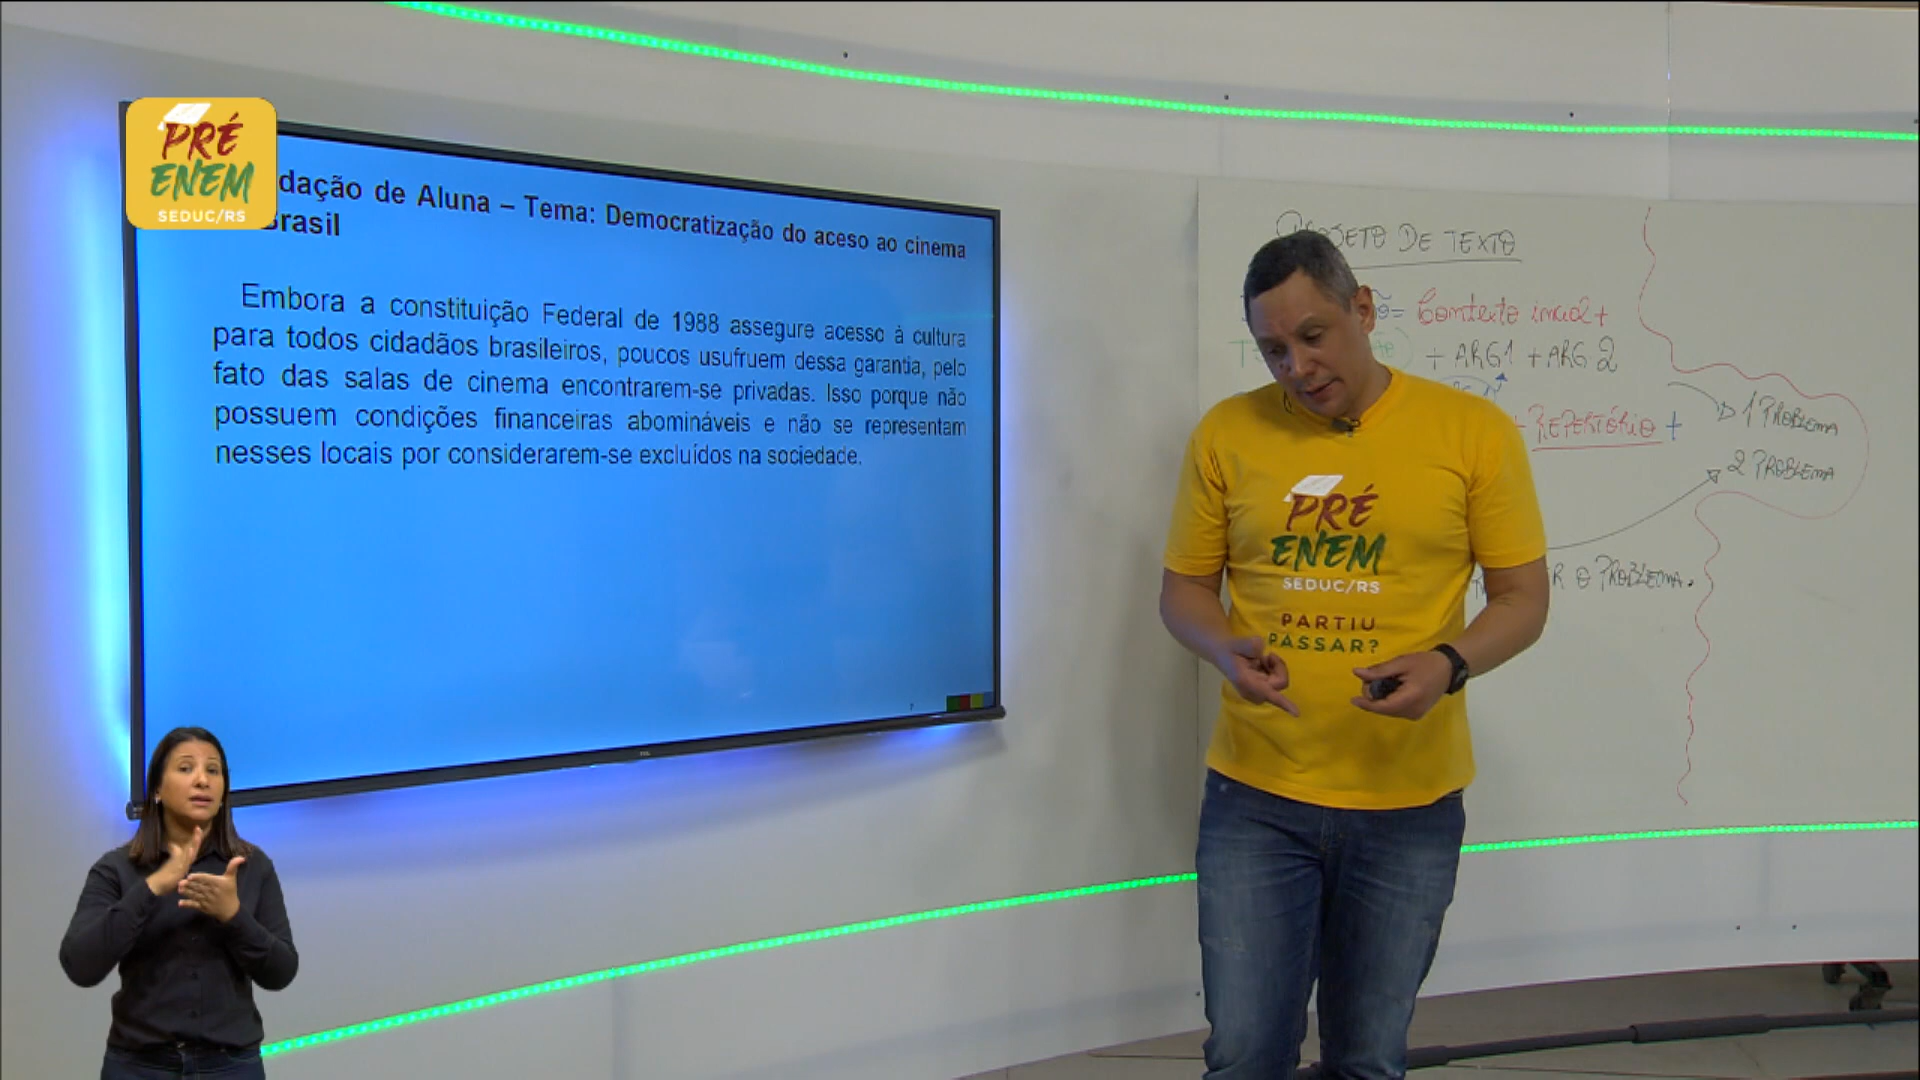 PRÉ
ENEM
SEDUC/RS
dação de Aluna – Tema: Democratização do aceso ao cinema
Brasil
Embora a constituição Federal de 1988 assegure acesso à cultura
para todos cidadãos brasileiros, poucos usufruem dessa garantia, pelo
fato das salas de cinema encontrarem-se privadas. Isso porque não
possuem condições financeiras abomináveis e não se representam
nesses locais por considerarem-se excluídos na sociedade.
7
PROJETO DE TEXTO
= Contexto inicial +
+ ARG 1 + ARG 2
+ REPERTÓRIO +
1 PROBLEMA
2 PROBLEMA
R O PROBLEMA.
PRÉ
ENEM
SEDUC/RS
PARTIU
PASSAR?